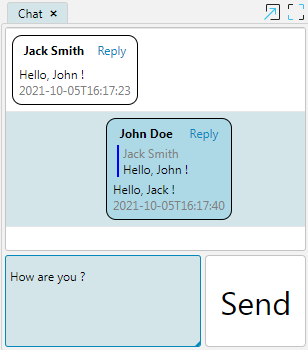 Chat ×
Jack Smith Reply
Hello, John !
2021-10-05T16:17:23
John Doe Reply
Jack Smith
Hello, John !
Hello, Jack !
2021-10-05T16:17:40
How are you ?
Send